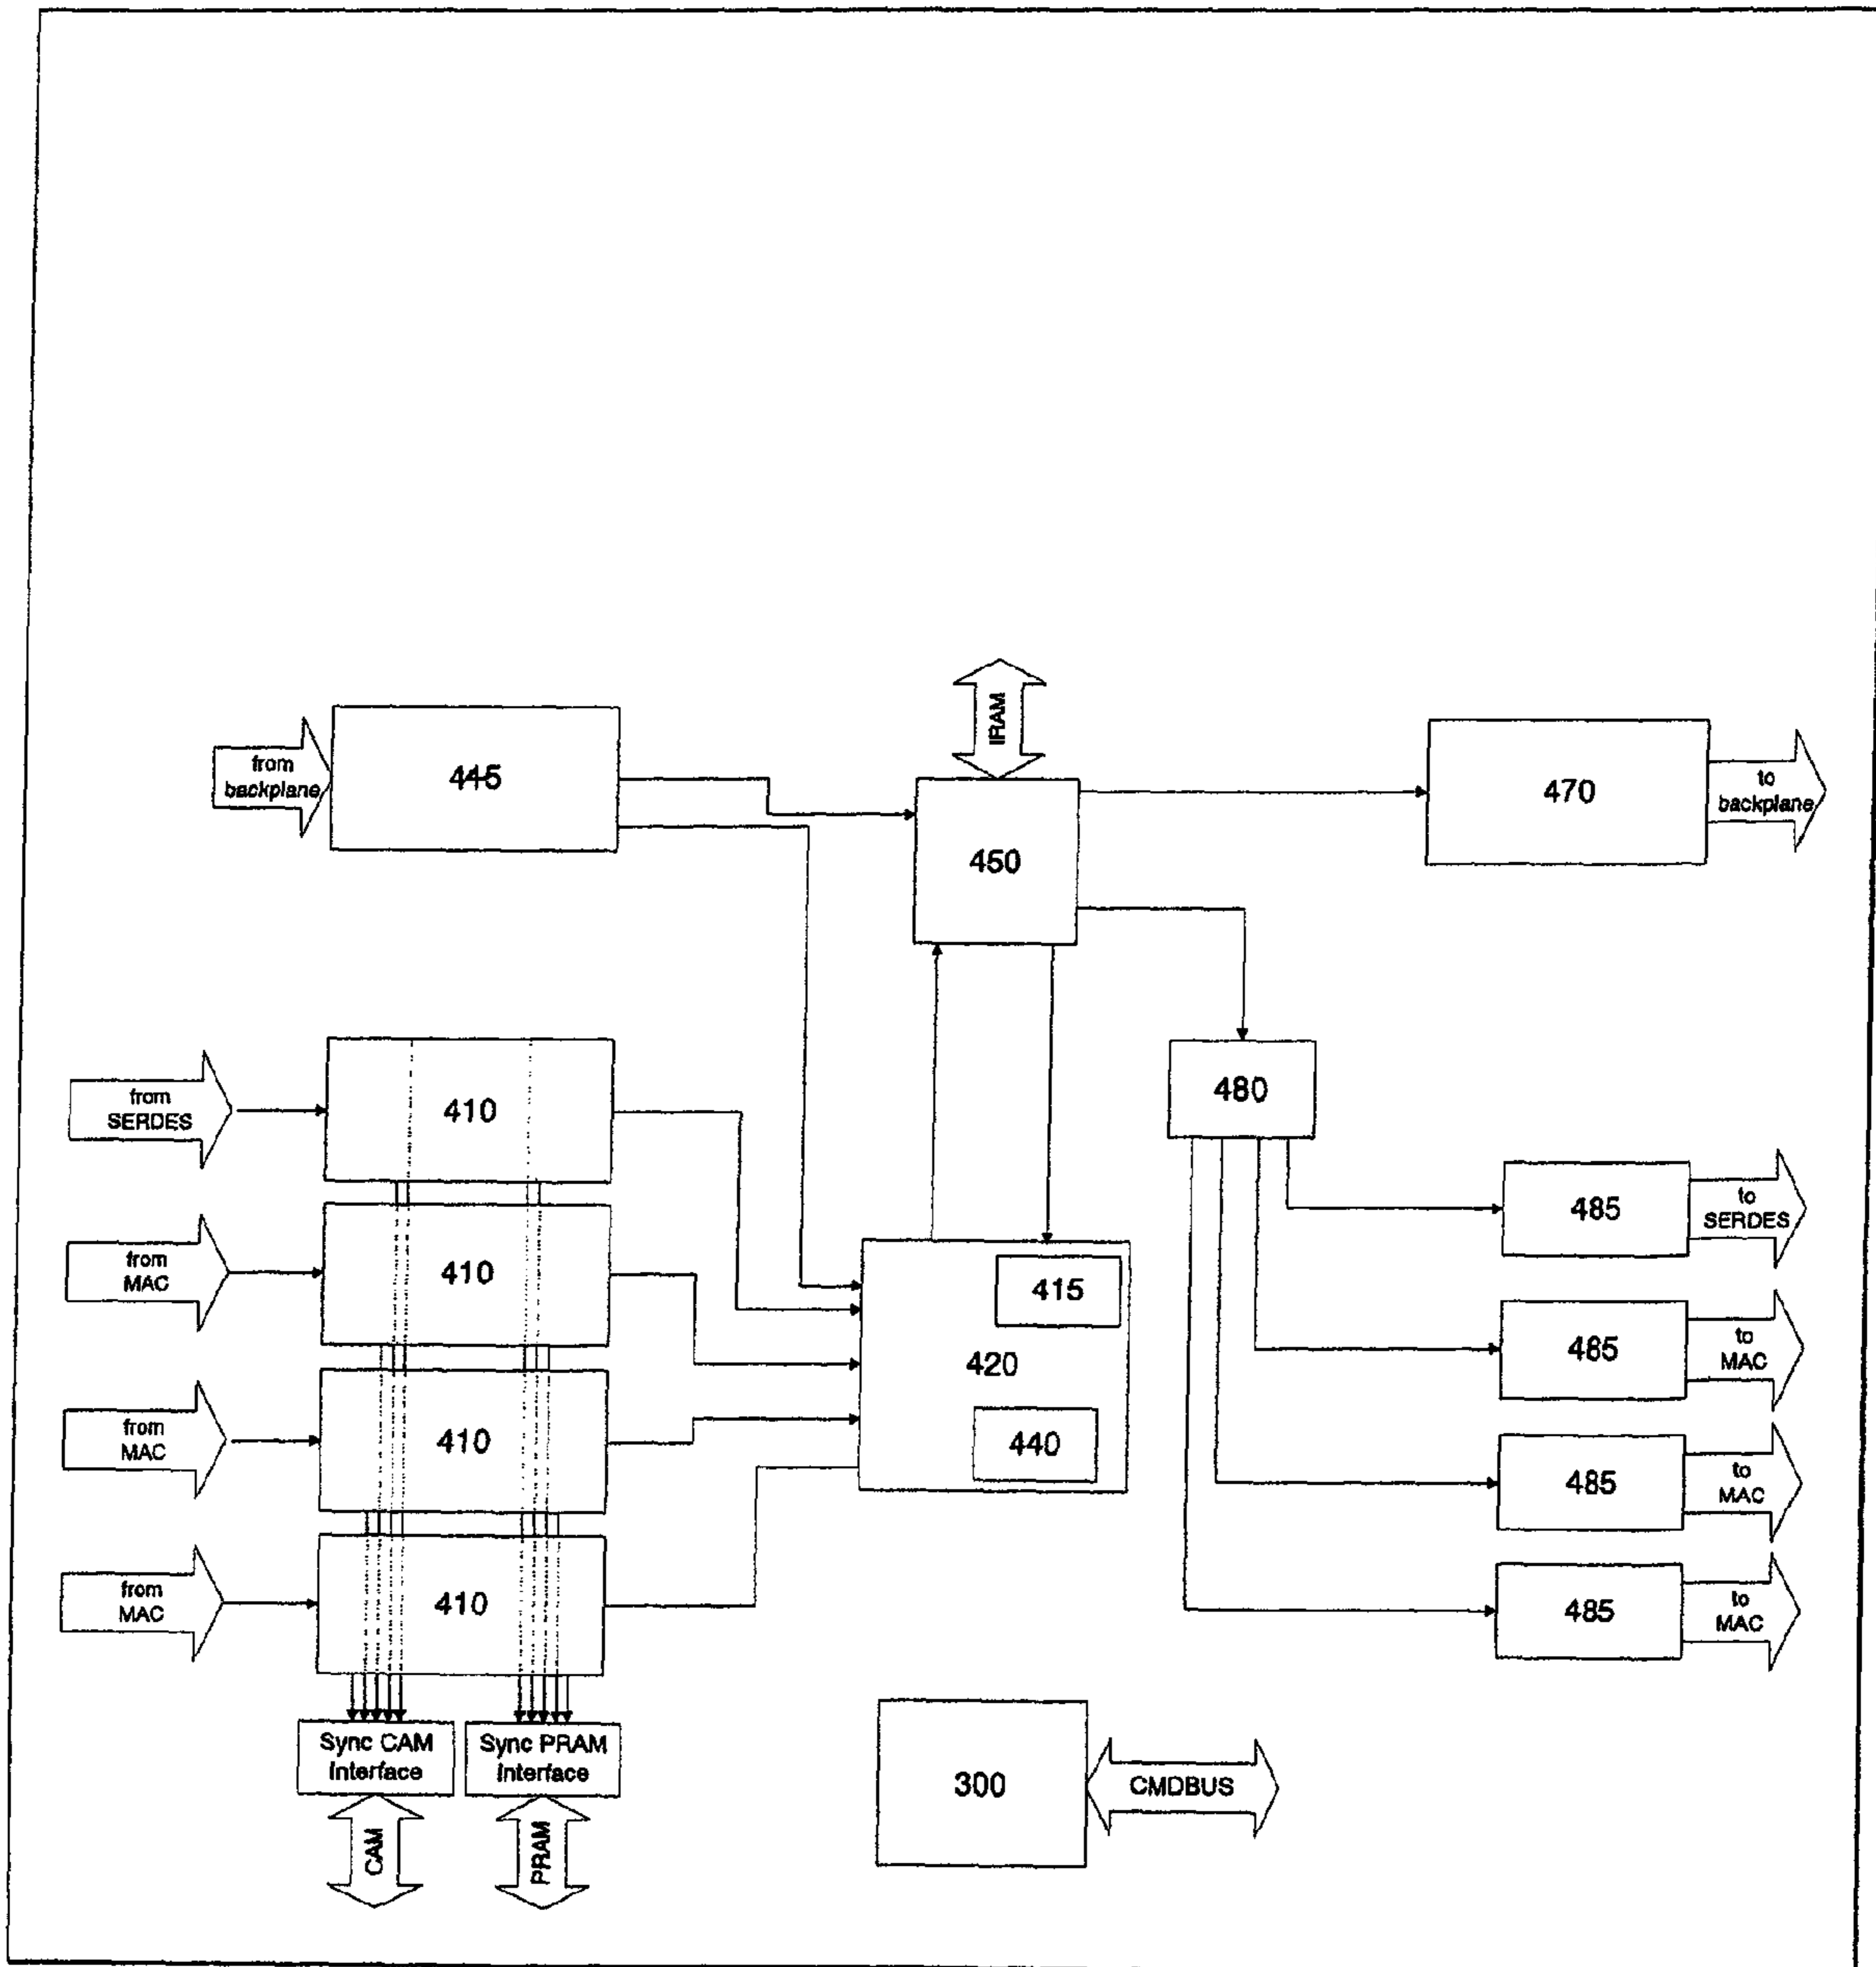 IRAM
from
backplane
445
450
470
to
backplane
from
SERDES
410
480
from
MAC
410
485
to
SERDES
415
420
485
to
MAC
from
MAC
410
440
485
to
MAC
from
MAC
410
485
to
MAC
Sync CAM
Interface
Sync PRAM
Interface
300
CMDBUS
CAM
PRAM